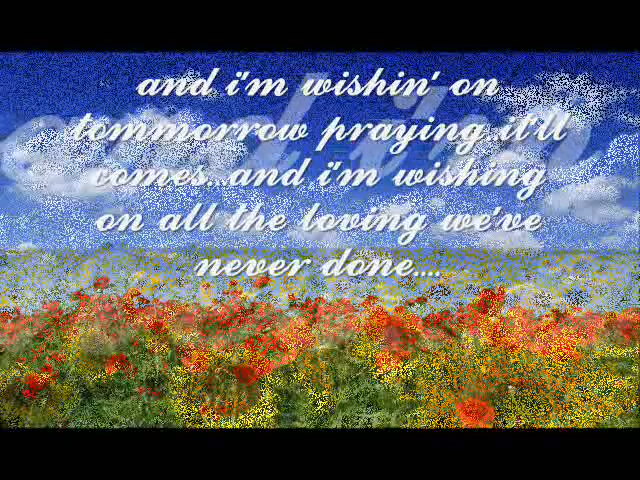 and i'm wishin' on
tommorrow praying it'll
comes...and i'm wishing
on all the loving we've
never done....